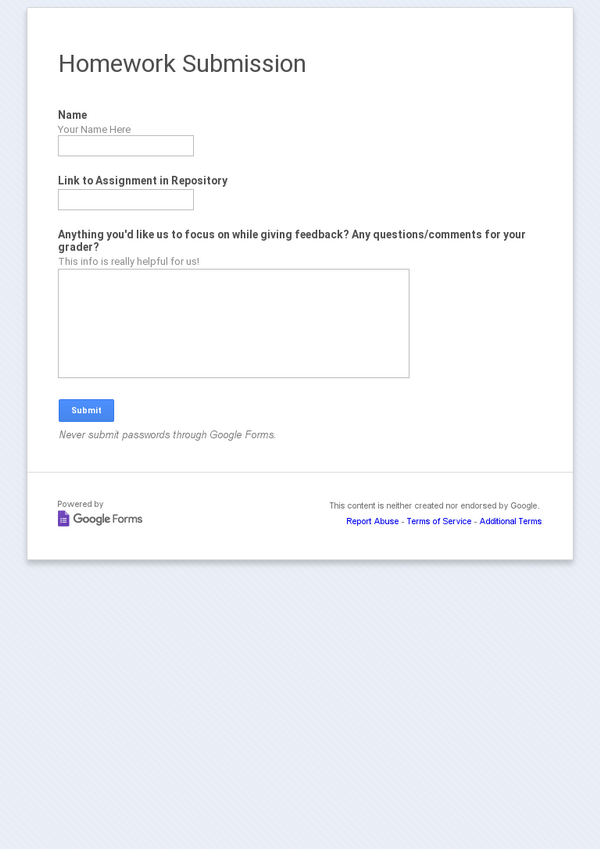 Homework Submission
Name
Your Name Here
Link to Assignment in Repository
Anything you'd like us to focus on while giving feedback? Any questions/comments for your
grader?
This info is really helpful for us!
Submit
Never submit passwords through Google Forms.
Powered by
Google Forms
This content is neither created nor endorsed by Google.
Report Abuse - Terms of Service - Additional Terms